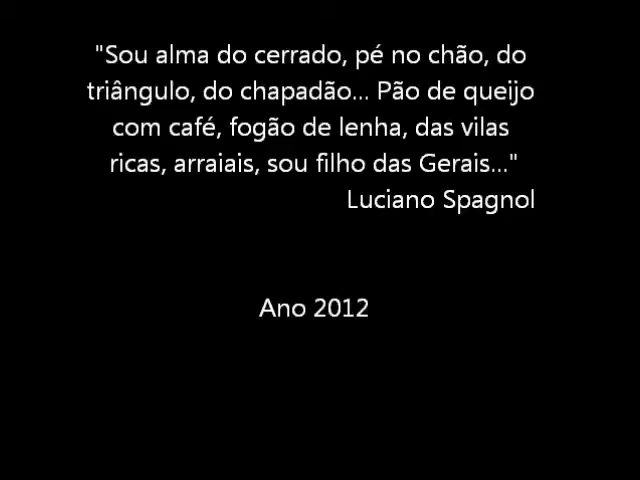 "Sou alma do cerrado, pé no chão, do
triângulo, do chapadão... Pão de queijo
com café, fogão de lenha, das vilas
ricas, arraiais, sou filho das Gerais..."
Luciano Spagnol
Ano 2012